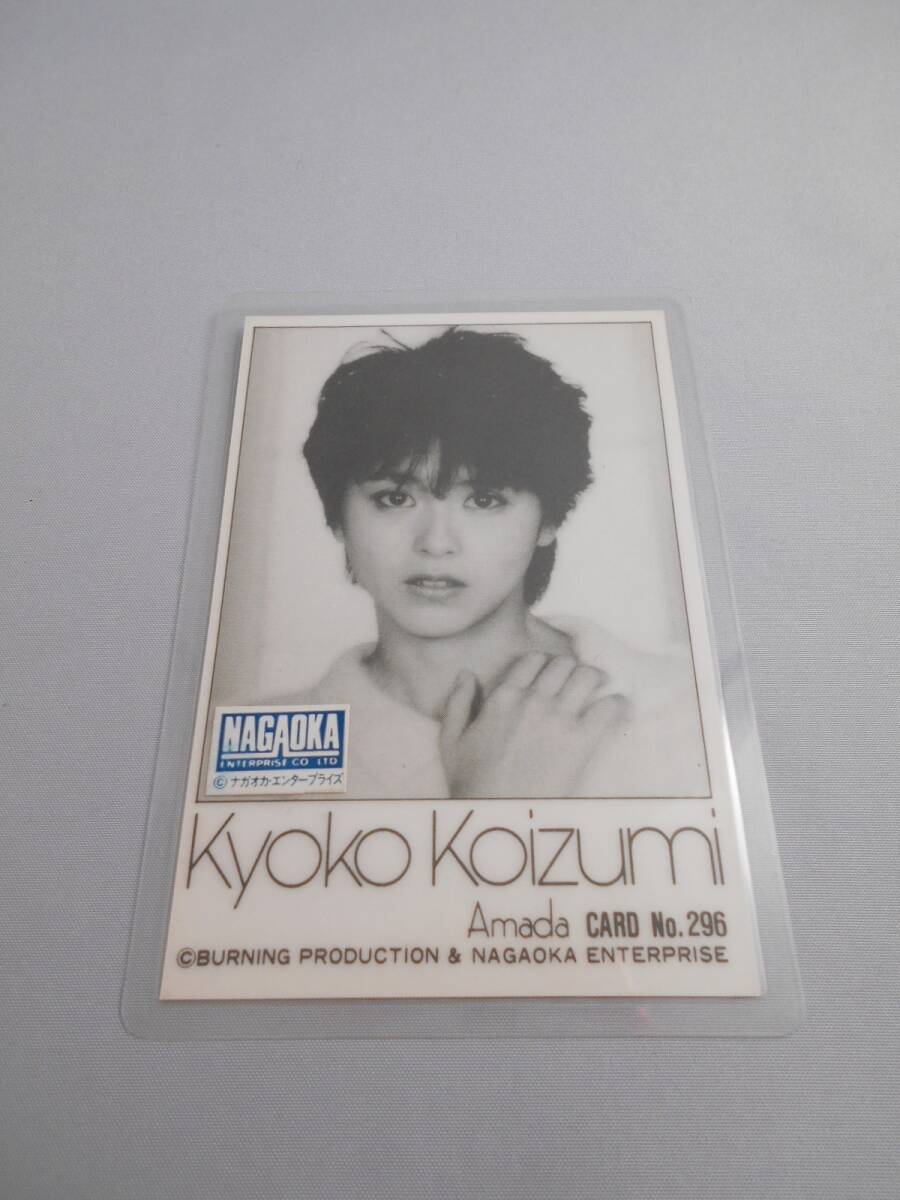 NAGAOKA
ENTERPRISE CO LTD
©ナガオカ・エンタープライズ
Kyoko Koizumi
Amada CARD No.296
©BURNING PRODUCTION & NAGAOKA ENTERPRISE